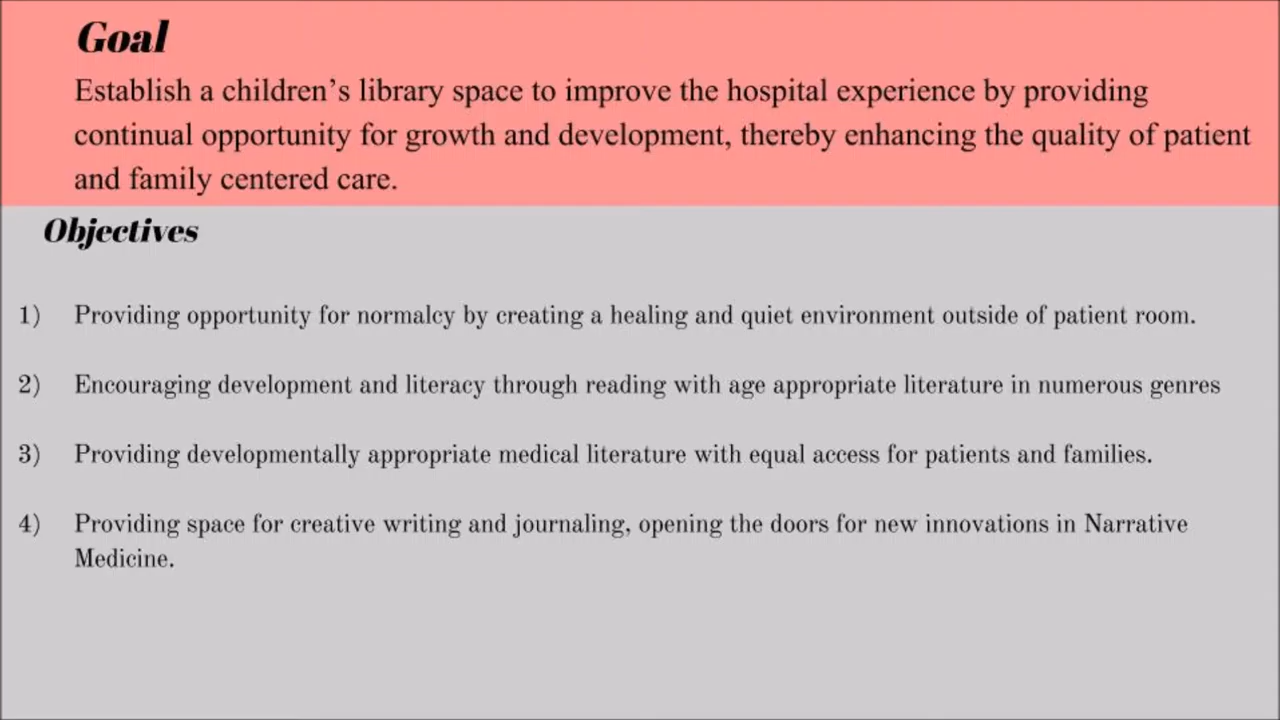 Goal
Establish a children’s library space to improve the hospital experience by providing
continual opportunity for growth and development, thereby enhancing the quality of patient
and family centered care.
Objectives
1) Providing opportunity for normalcy by creating a healing and quiet environment outside of patient room.
2) Encouraging development and literacy through reading with age appropriate literature in numerous genres
3) Providing developmentally appropriate medical literature with equal access for patients and families.
4) Providing space for creative writing and journaling, opening the doors for new innovations in Narrative
Medicine.